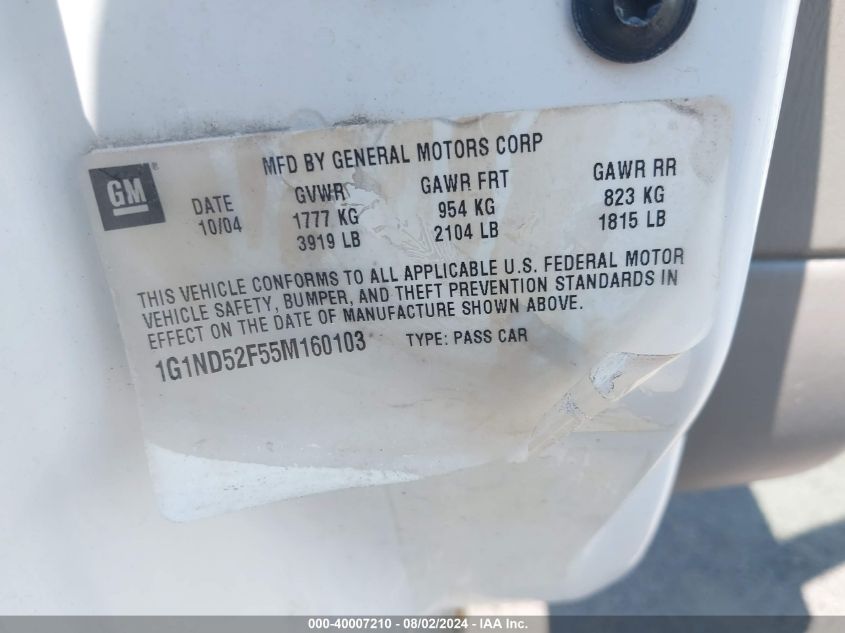 MFD BY GENERAL MOTORS CORP
GM®
DATE GVWR GAWR FRT GAWR RR
10/04 1777 KG 954 KG 823 KG
3919 LB 2104 LB 1815 LB
THIS VEHICLE CONFORMS TO ALL APPLICABLE U.S. FEDERAL MOTOR
VEHICLE SAFETY, BUMPER, AND THEFT PREVENTION STANDARDS IN
EFFECT ON THE DATE OF MANUFACTURE SHOWN ABOVE.
1G1ND52F55M160103 TYPE: PASS CAR
000-40007210 - 08/02/2024 - IAA Inc.